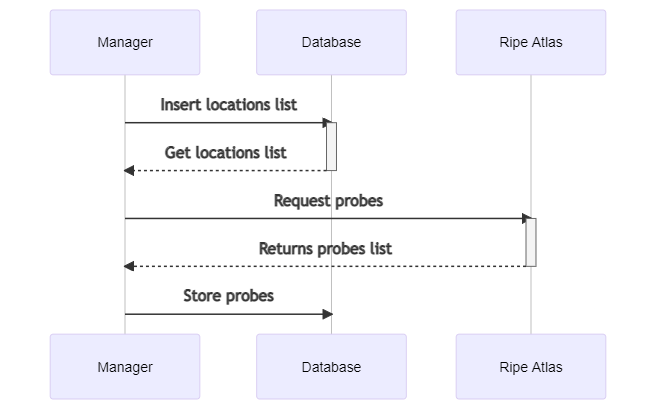 Manager
Database
Ripe Atlas
Insert locations list
Get locations list
Request probes
Returns probes list
Store probes
Manager
Database
Ripe Atlas